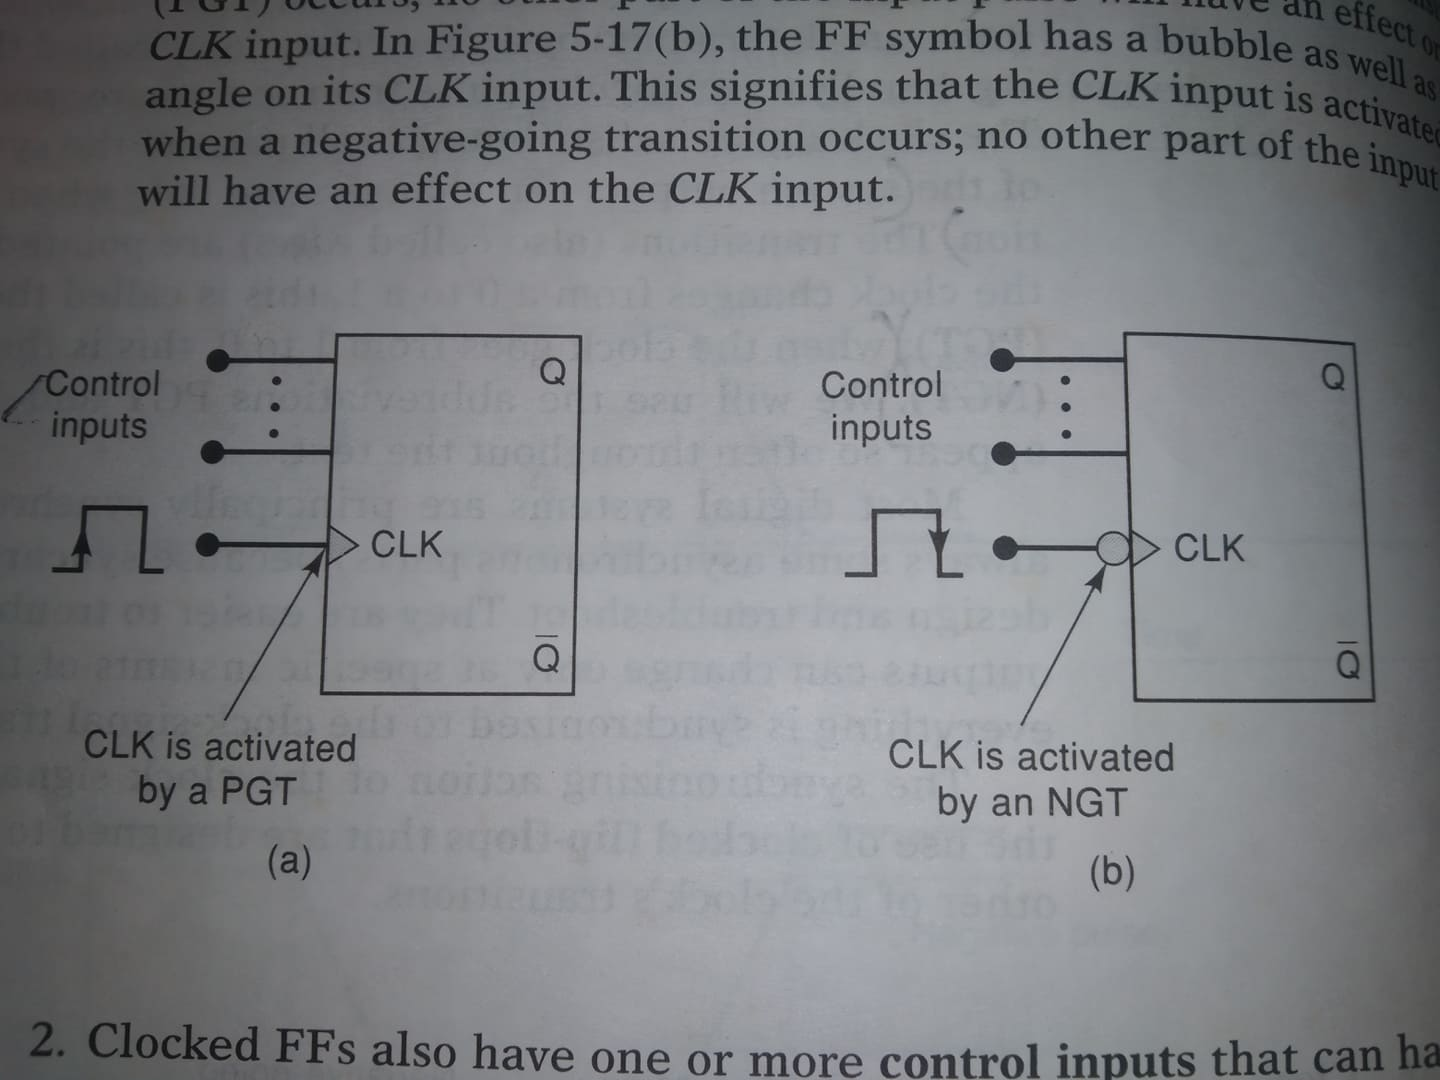 CLK input. In Figure 5-17(b), the FF symbol has a bubble as well as
angle on its CLK input. This signifies that the CLK input is activated
when a negative-going transition occurs; no other part of the input
will have an effect on the CLK input.
Control
inputs
Q
CLK
Q̅
CLK is activated
by a PGT
(a)
Control
inputs
Q
CLK
Q̅
CLK is activated
by an NGT
(b)
2. Clocked FFs also have one or more control inputs that can ha